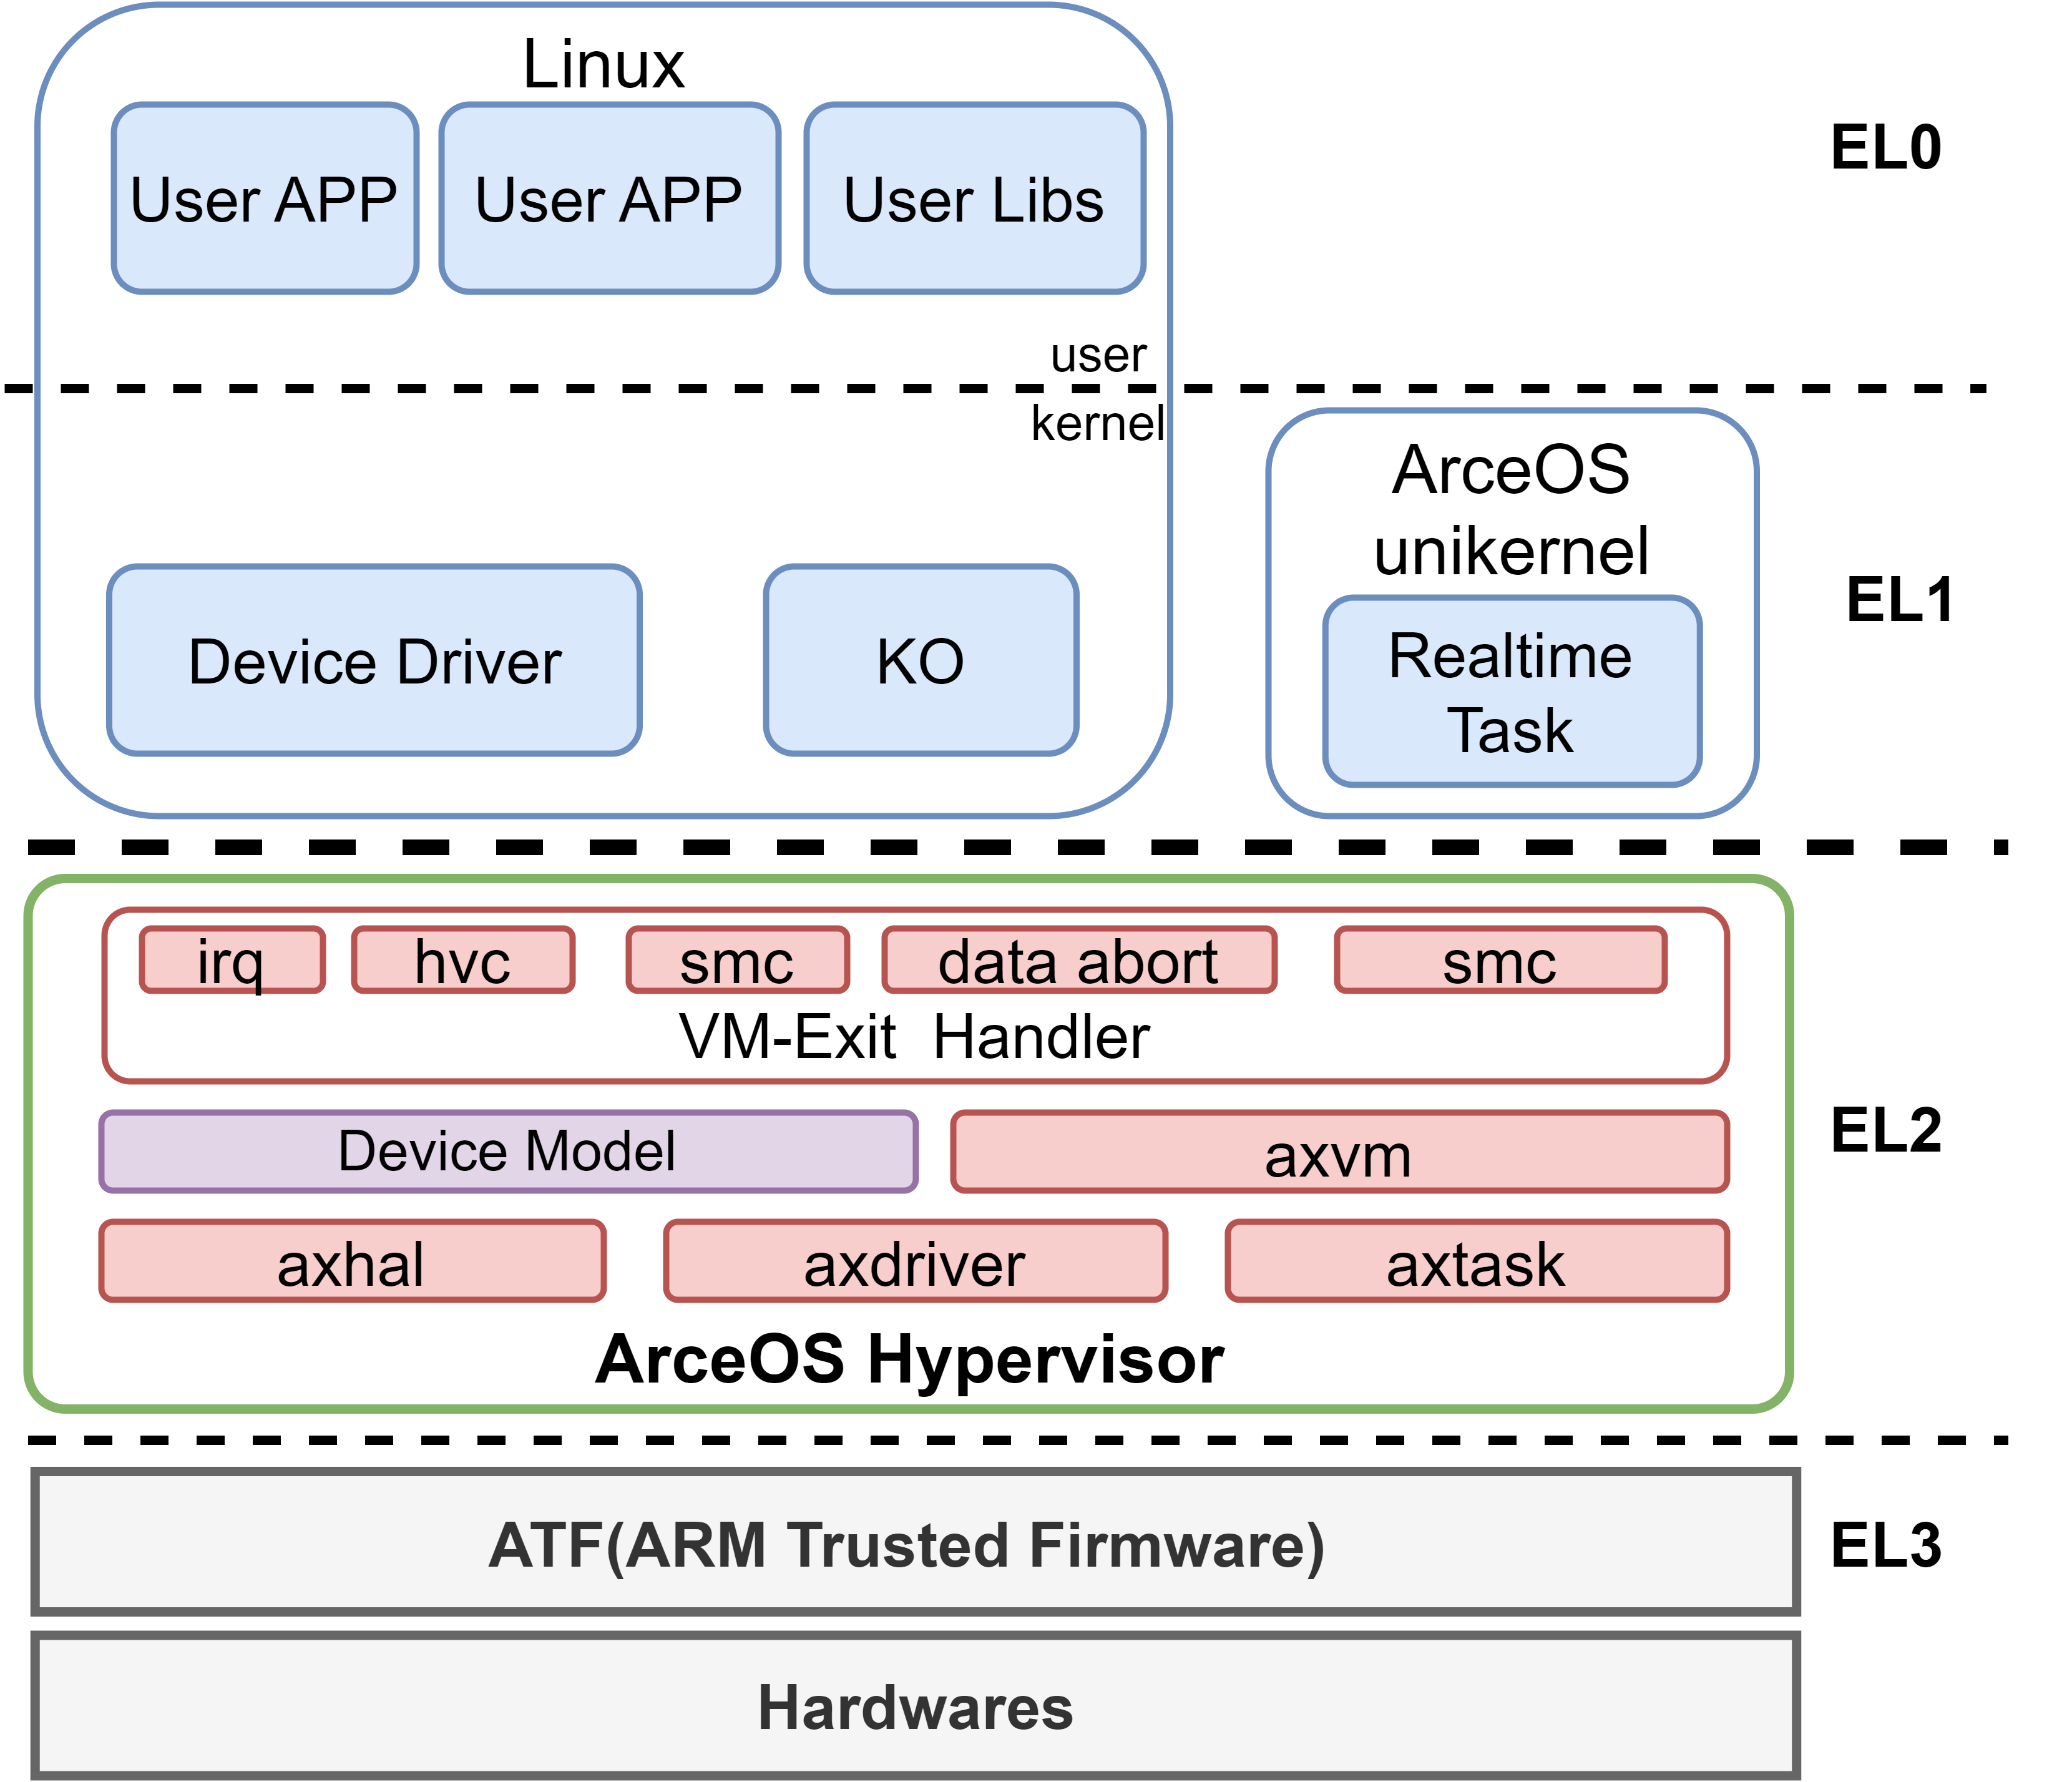 Linux
User APP
User APP
User Libs
EL0
user
kernel
ArceOS
unikernel
Device Driver
KO
Realtime
Task
EL1
irq
hvc
smc
data abort
smc
VM-Exit  Handler
Device Model
axvm
EL2
axhal
axdriver
axtask
ArceOS Hypervisor
ATF(ARM Trusted Firmware)
EL3
Hardwares